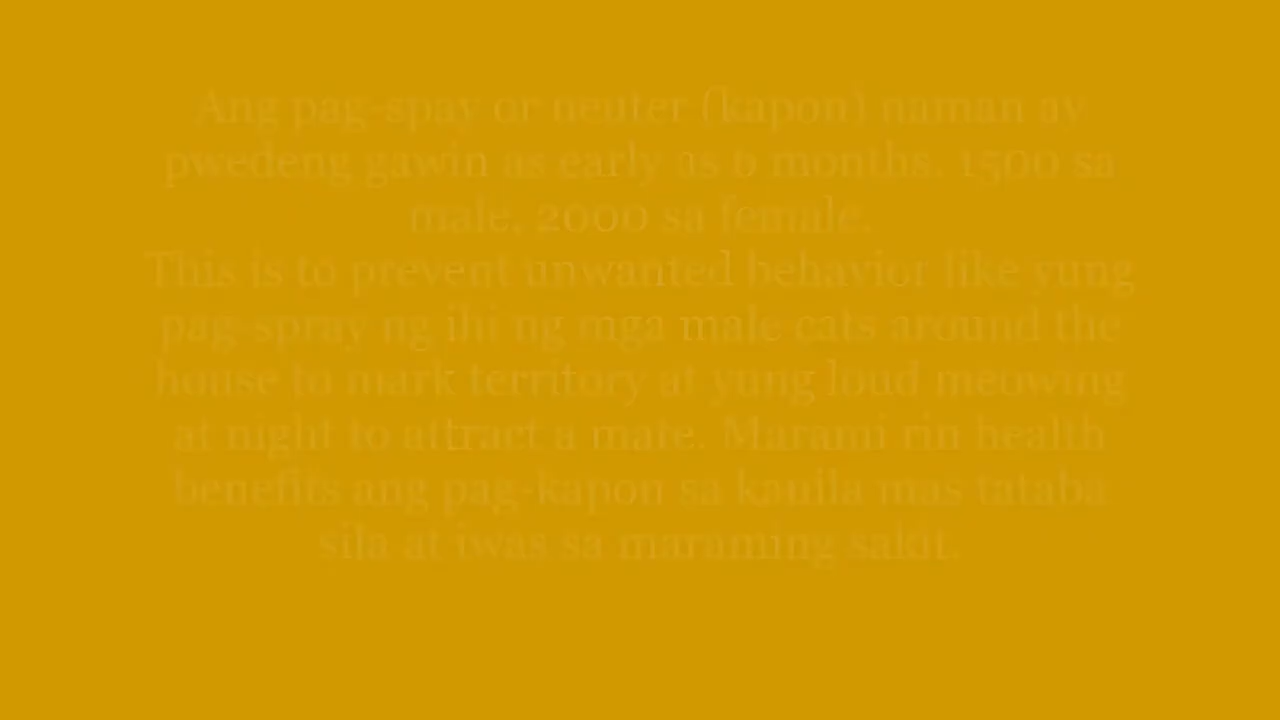 Ang pag-spay or neuter (kapon) naman ay
pwedeng gawin as early as 6 months. 1500 sa
male, 2000 sa female.
This is to prevent unwanted behavior like yung
pag-spray ng ihi ng mga male cats around the
house to mark territory at yung loud meowing
at night to attract a mate. Marami rin health
benefits ang pag-kapon sa kanila mas tataba
sila at iwas sa maraming sakit.